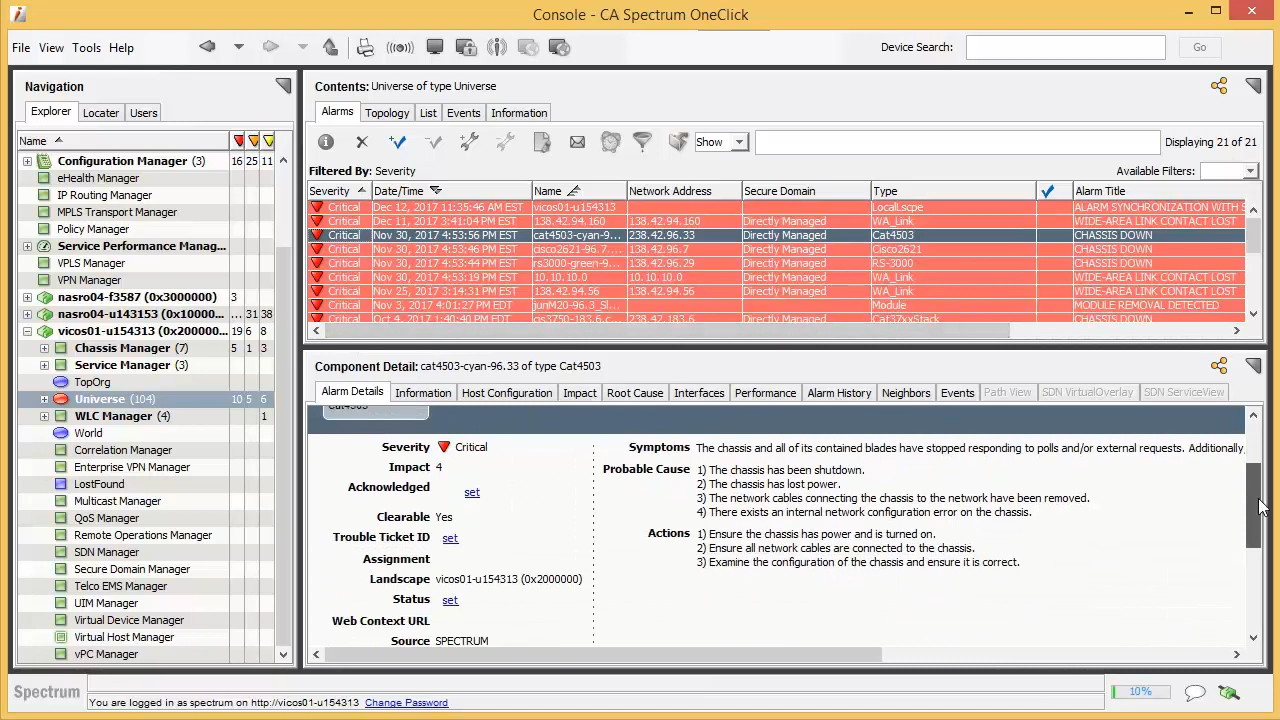 Console - CA Spectrum OneClick
File View Tools Help
Device Search:
Go
Navigation
Explorer Locater Users
Name
Configuration Manager (3) 16 25 11
eHealth Manager
IP Routing Manager
MPLS Transport Manager
Policy Manager
Service Performance Manag...
VPLS Manager
VPN Manager
nasro04-f3587 (0x3000000) 3
nasro04-u143153 (0x100000... ... 31 38
vicos01-u154313 (0x200000... 19 6 8
Chassis Manager (7) 5 1 3
Service Manager (3)
TopOrg
Universe (104) 10 5 6
WLC Manager (4) 1
World
Correlation Manager
Enterprise VPN Manager
LostFound
Multicast Manager
QoS Manager
Remote Operations Manager
SDN Manager
Secure Domain Manager
Telco EMS Manager
UIM Manager
Virtual Device Manager
Virtual Host Manager
vPC Manager
Contents: Universe of type Universe
Alarms Topology List Events Information
Show
Displaying 21 of 21
Filtered By: Severity
Available Filters:
Severity Date/Time Name Network Address Secure Domain Type Alarm Title
Critical Dec 12, 2017 11:35:46 AM EST vicos01-u154313 LocalLscpe ALARM SYNCHRONIZATION WITH S
Critical Dec 11, 2017 3:41:04 PM EST 138.42.94.160 138.42.94.160 Directly Managed WA_Link WIDE-AREA LINK CONTACT LOST
Critical Nov 30, 2017 4:53:56 PM EST cat4503-cyan-9... 238.42.96.33 Directly Managed Cat4503 CHASSIS DOWN
Critical Nov 30, 2017 4:53:46 PM EST cisco2621-96.7.... 138.42.96.7 Directly Managed Cisco2621 CHASSIS DOWN
Critical Nov 30, 2017 4:53:44 PM EST rs3000-green-9... 138.42.96.29 Directly Managed RS-3000 CHASSIS DOWN
Critical Nov 30, 2017 4:53:19 PM EST 10.10.10.0 10.10.10.0 Directly Managed WA_Link WIDE-AREA LINK CONTACT LOST
Critical Nov 25, 2017 3:14:31 PM EST 138.42.94.56 138.42.94.56 Directly Managed WA_Link WIDE-AREA LINK CONTACT LOST
Critical Nov 3, 2017 4:01:27 PM EDT junM20-96.3_Sl... Module MODULE REMOVAL DETECTED
Critical Oct 4, 2017 1:40:40 PM EDT cis3750-183.6.c... 238.42.183.6 Directly Managed Cat37xxStack CHASSIS DOWN
Component Detail: cat4503-cyan-96.33 of type Cat4503
Alarm Details Information Host Configuration Impact Root Cause Interfaces Performance Alarm History Neighbors Events Path View SDN VirtualOverlay SDN ServiceView
Cat4503
Severity Critical
Impact 4
Acknowledged set
Clearable Yes
Trouble Ticket ID set
Assignment
Landscape vicos01-u154313 (0x2000000)
Status set
Web Context URL
Source SPECTRUM
Symptoms The chassis and all of its contained blades have stopped responding to polls and/or external requests. Additionally,
Probable Cause 1) The chassis has been shutdown.
2) The chassis has lost power.
3) The network cables connecting the chassis to the network have been removed.
4) There exists an internal network configuration error on the chassis.
Actions 1) Ensure the chassis has power and is turned on.
2) Ensure all network cables are connected to the chassis.
3) Examine the configuration of the chassis and ensure it is correct.
Spectrum
You are logged in as spectrum on http://vicos01-u154313 Change Password
10%